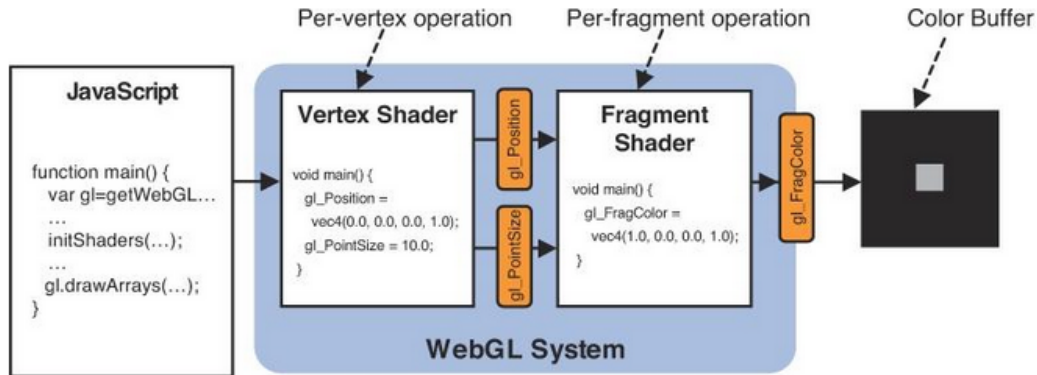 Per-vertex operation
Per-fragment operation
Color Buffer
JavaScript
function main() {
var gl=getWebGL…
…
initShaders(…);
…
gl.drawArrays(…);
}
Vertex Shader
void main() {
gl_Position =
vec4(0.0, 0.0, 0.0, 1.0);
gl_PointSize = 10.0;
}
gl_Position
gl_PointSize
Fragment
Shader
void main() {
gl_FragColor =
vec4(1.0, 0.0, 0.0, 1.0);
}
gl_FragColor
WebGL System